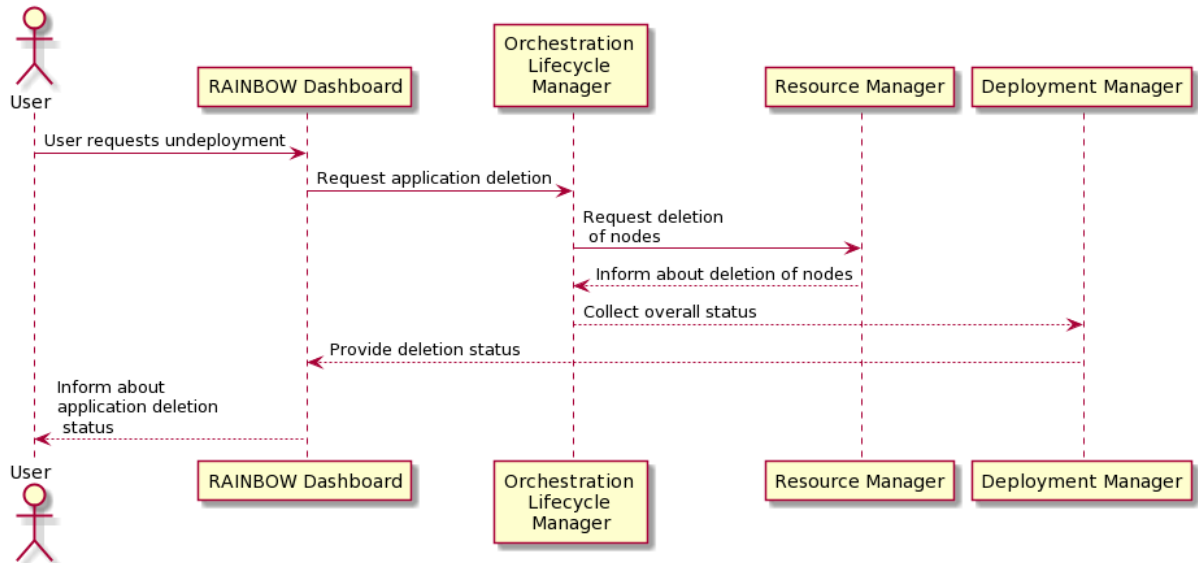 User
RAINBOW Dashboard
Orchestration
Lifecycle
Manager
Resource Manager
Deployment Manager
User requests undeployment
Request application deletion
Request deletion
of nodes
Inform about deletion of nodes
Collect overall status
Provide deletion status
Inform about
application deletion
status
User
RAINBOW Dashboard
Orchestration
Lifecycle
Manager
Resource Manager
Deployment Manager